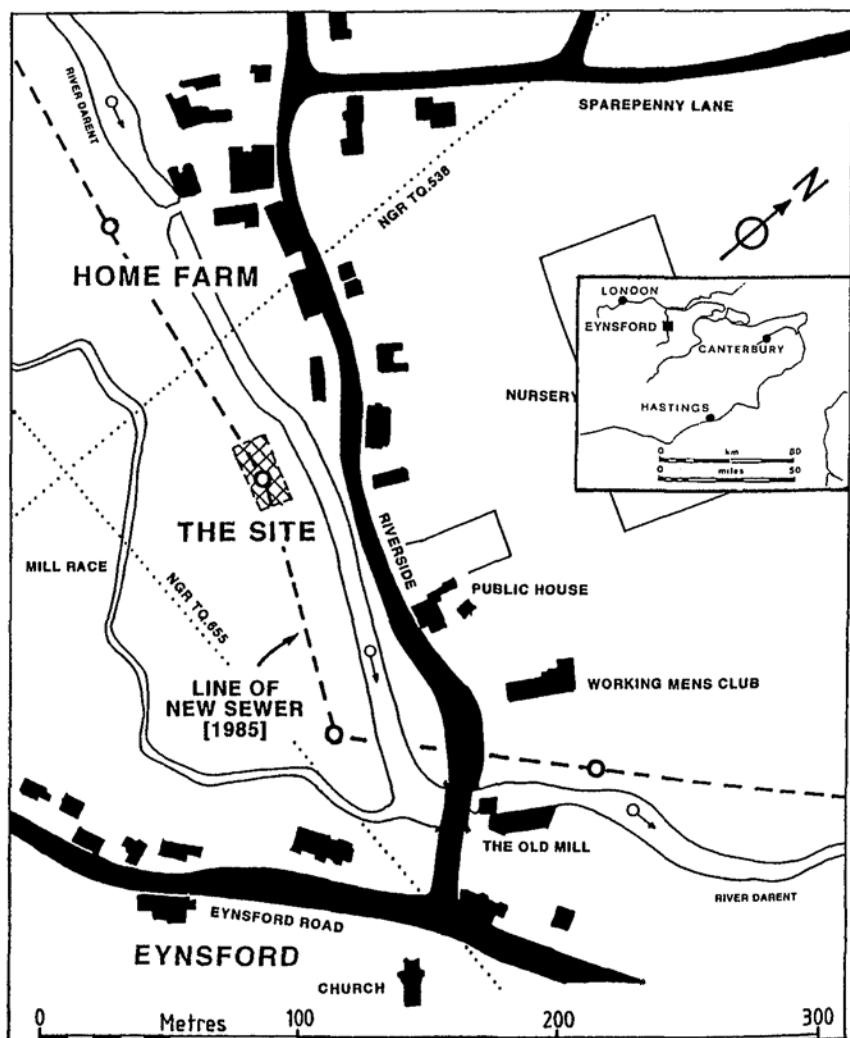 RIVER DARENT
SPAREPENNY LANE
NGR TQ.538
N
HOME FARM
LONDON
EYNSFORD
CANTERBURY
HASTINGS
0 km 80
0 miles 50
NURSERY
THE SITE
RIVERSIDE
MILL RACE
NGR TQ.655
PUBLIC HOUSE
LINE OF
NEW SEWER
[1985]
WORKING MENS CLUB
THE OLD MILL
RIVER DARENT
EYNSFORD ROAD
EYNSFORD
CHURCH
0 Metres 100 200 300